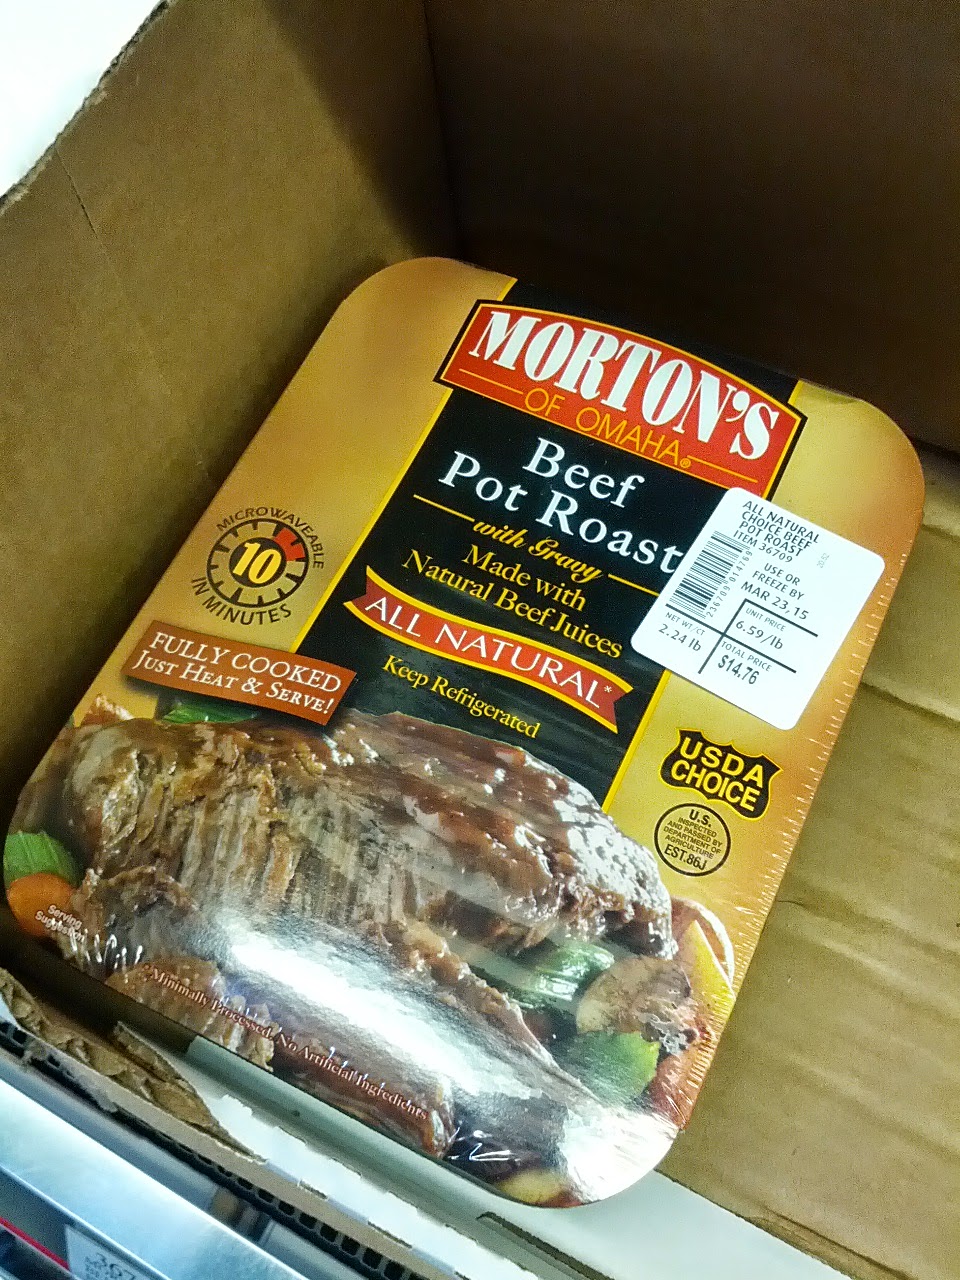 MORTON'S
OF OMAHA®
Beef
Pot Roast
with Gravy
Made with
Natural Beef Juices
ALL NATURAL*
Keep Refrigerated
MICROWAVEABLE
10
IN MINUTES
FULLY COOKED
JUST HEAT & SERVE!
ALL NATURAL
CHOICE BEEF
POT ROAST
ITEM 36709
USE OR
FREEZE BY
MAR 23,15
NET WT/CT
2.24 lb
UNIT PRICE
6.59/lb
TOTAL PRICE
$14.76
USDA
CHOICE
U.S.
INSPECTED
AND PASSED BY
DEPARTMENT OF
AGRICULTURE
EST.86J
Serving
Suggestion
*Minimally Processed, No Artificial Ingredients